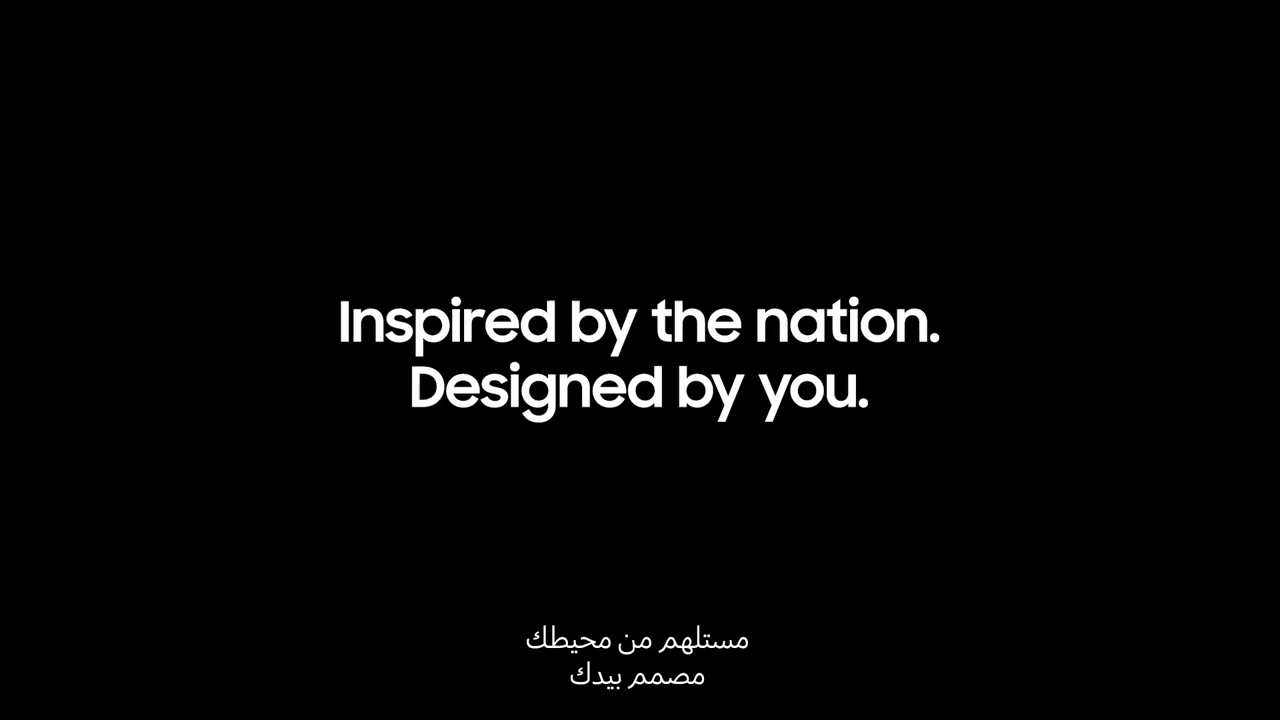 Inspired by the nation.
Designed by you.
مستلهم من محيطك
مصمم بيدك